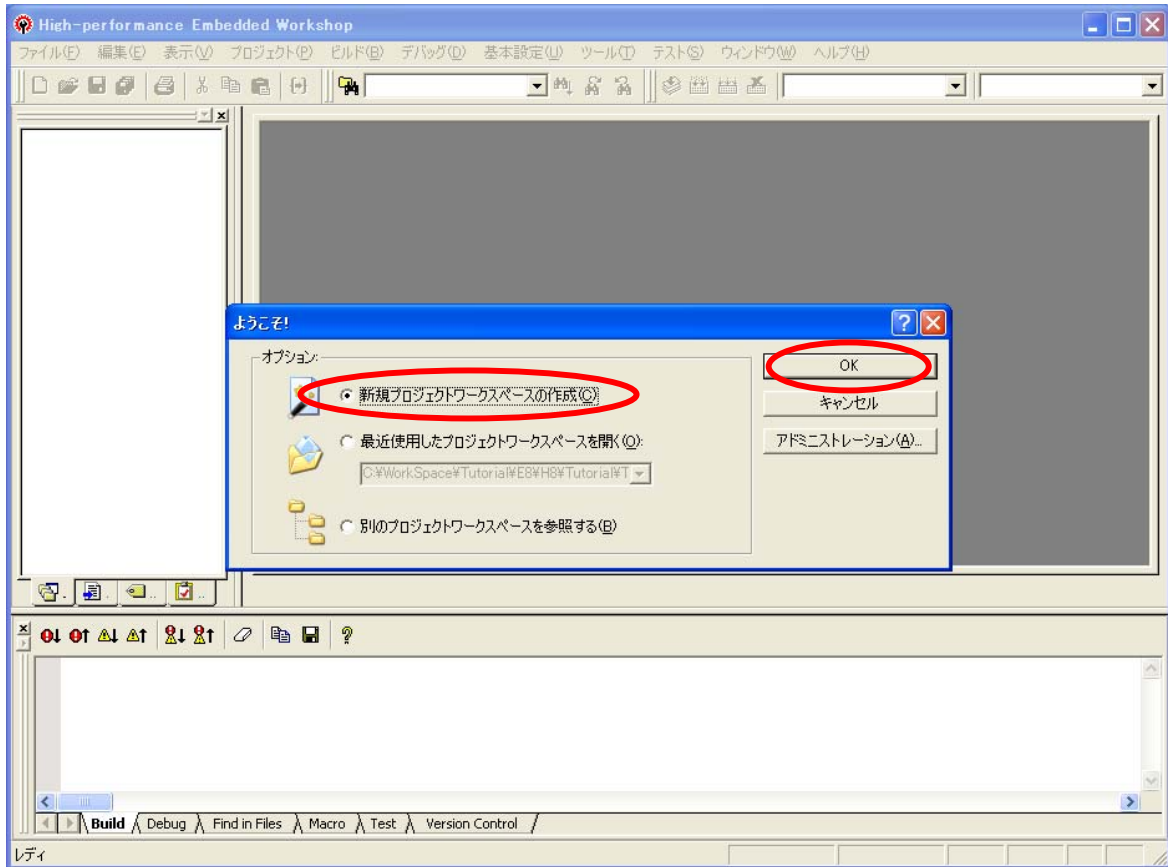 High-performance Embedded Workshop
ファイル(F) 編集(E) 表示(V) プロジェクト(P) ビルド(B) デバッグ(D) 基本設定(U) ツール(T) テスト(S) ウィンドウ(W) ヘルプ(H)
ようこそ!
オプション:
新規プロジェクトワークスペースの作成(C)
最近使用したプロジェクトワークスペースを開く(O):
C:¥WorkSpace¥Tutorial¥E8¥H8¥Tutorial¥T
別のプロジェクトワークスペースを参照する(B)
OK
キャンセル
アドミニストレーション(A)...
Build Debug Find in Files Macro Test Version Control
レディ